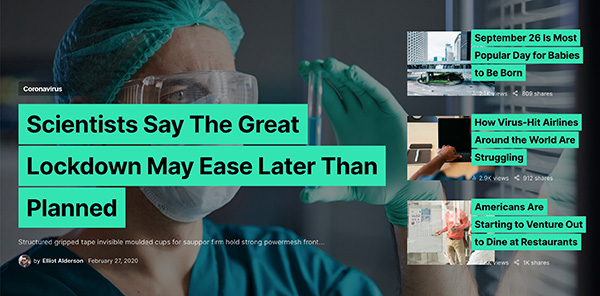 Coronavirus
Scientists Say The Great
Lockdown May Ease Later Than
Planned
Structured gripped tape invisible moulded cups for sauppor firm hold strong powermesh front...
by Elliot Alderson · February 27, 2020
September 26 Is Most
Popular Day for Babies
to Be Born
views 809 shares
How Virus-Hit Airlines
Around the World Are
Struggling
2.9K views 912 shares
Americans Are
Starting to Venture Out
to Dine at Restaurants
views 1K shares